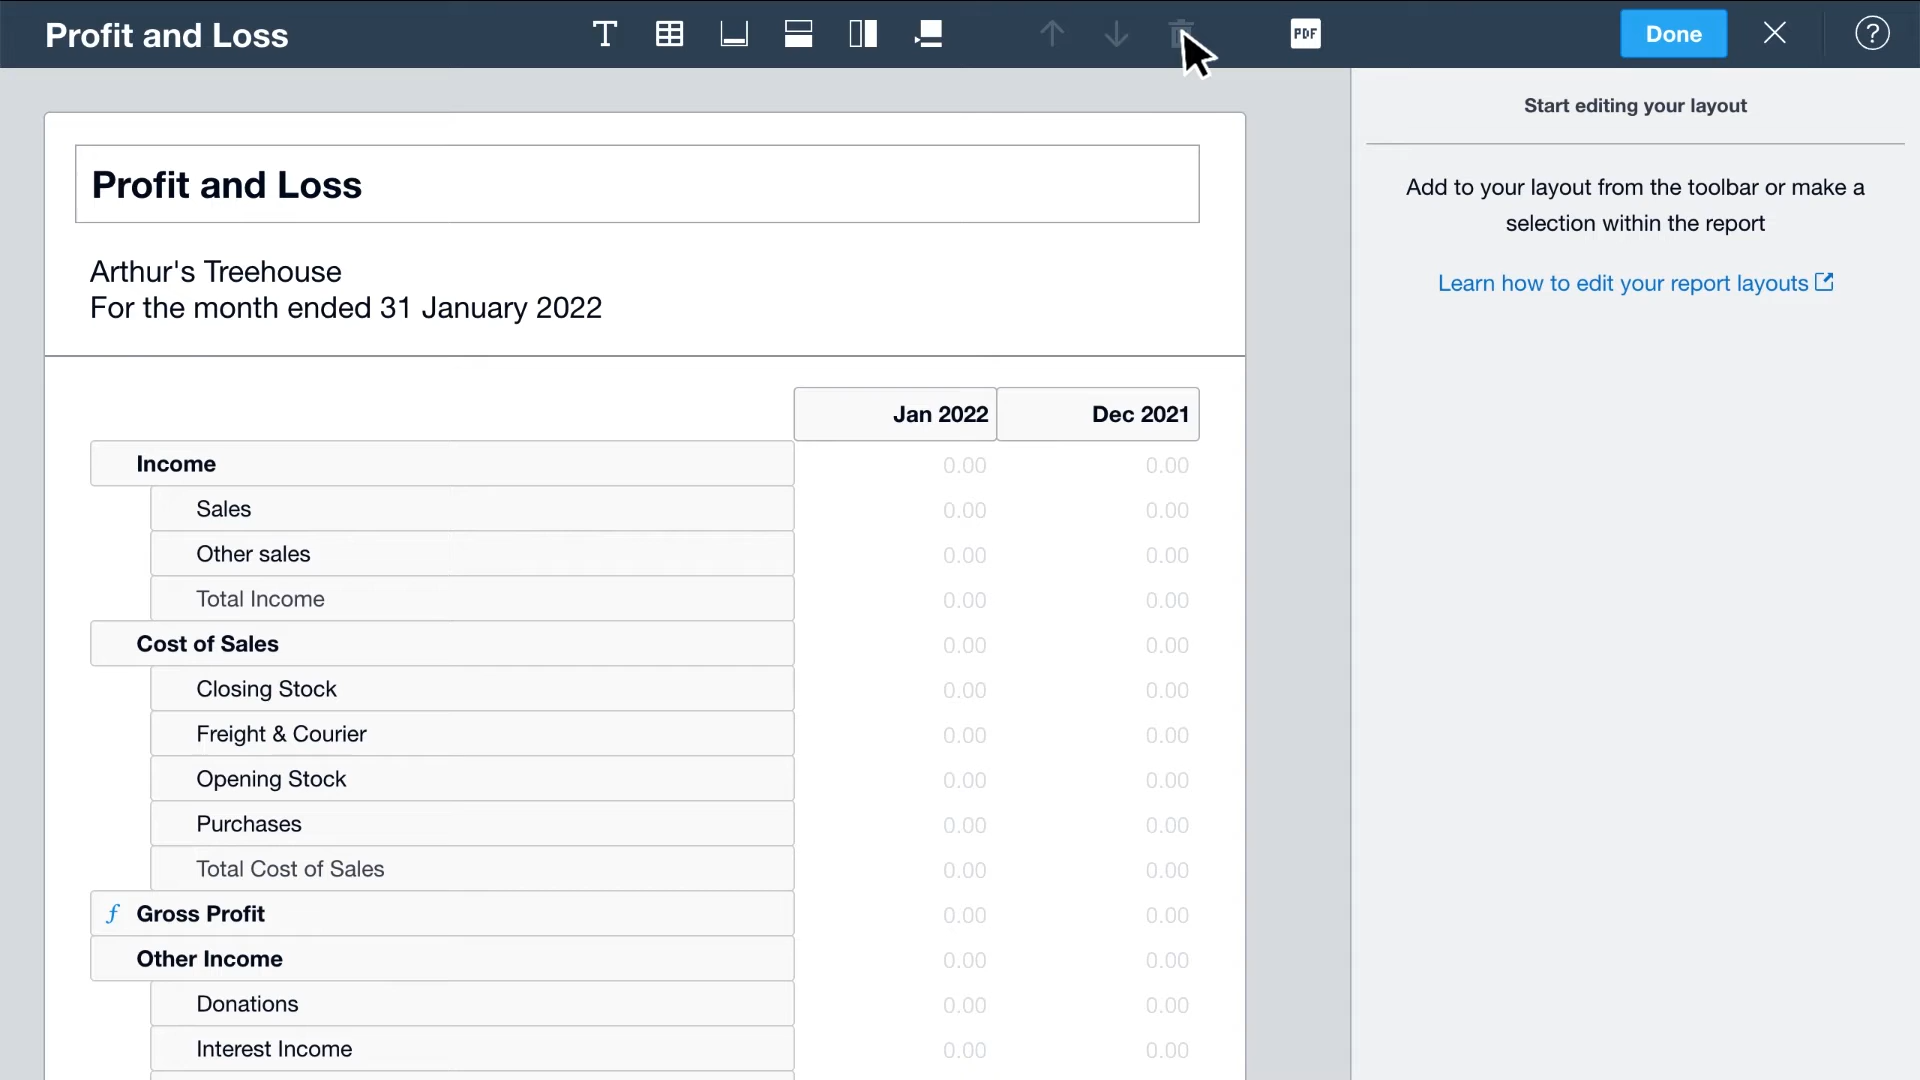 Profit and Loss
T
PDF
Done
?
Start editing your layout
Add to your layout from the toolbar or make a
selection within the report
Learn how to edit your report layouts
Profit and Loss
Arthur's Treehouse
For the month ended 31 January 2022
Jan 2022 Dec 2021
Income 0.00 0.00
Sales 0.00 0.00
Other sales 0.00 0.00
Total Income 0.00 0.00
Cost of Sales 0.00 0.00
Closing Stock 0.00 0.00
Freight & Courier 0.00 0.00
Opening Stock 0.00 0.00
Purchases 0.00 0.00
Total Cost of Sales 0.00 0.00
f Gross Profit 0.00 0.00
Other Income 0.00 0.00
Donations 0.00 0.00
Interest Income 0.00 0.00